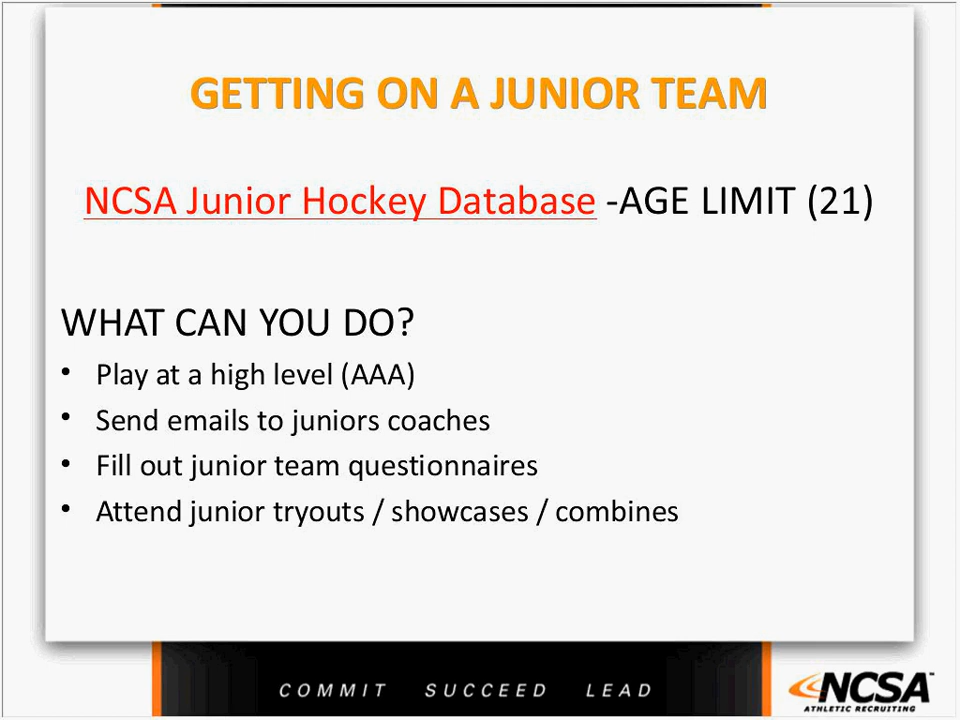 GETTING ON A JUNIOR TEAM
NCSA Junior Hockey Database -AGE LIMIT (21)
WHAT CAN YOU DO?
• Play at a high level (AAA)
• Send emails to juniors coaches
• Fill out junior team questionnaires
• Attend junior tryouts / showcases / combines
COMMIT SUCCEED LEAD
NCSA™
ATHLETIC RECRUITING